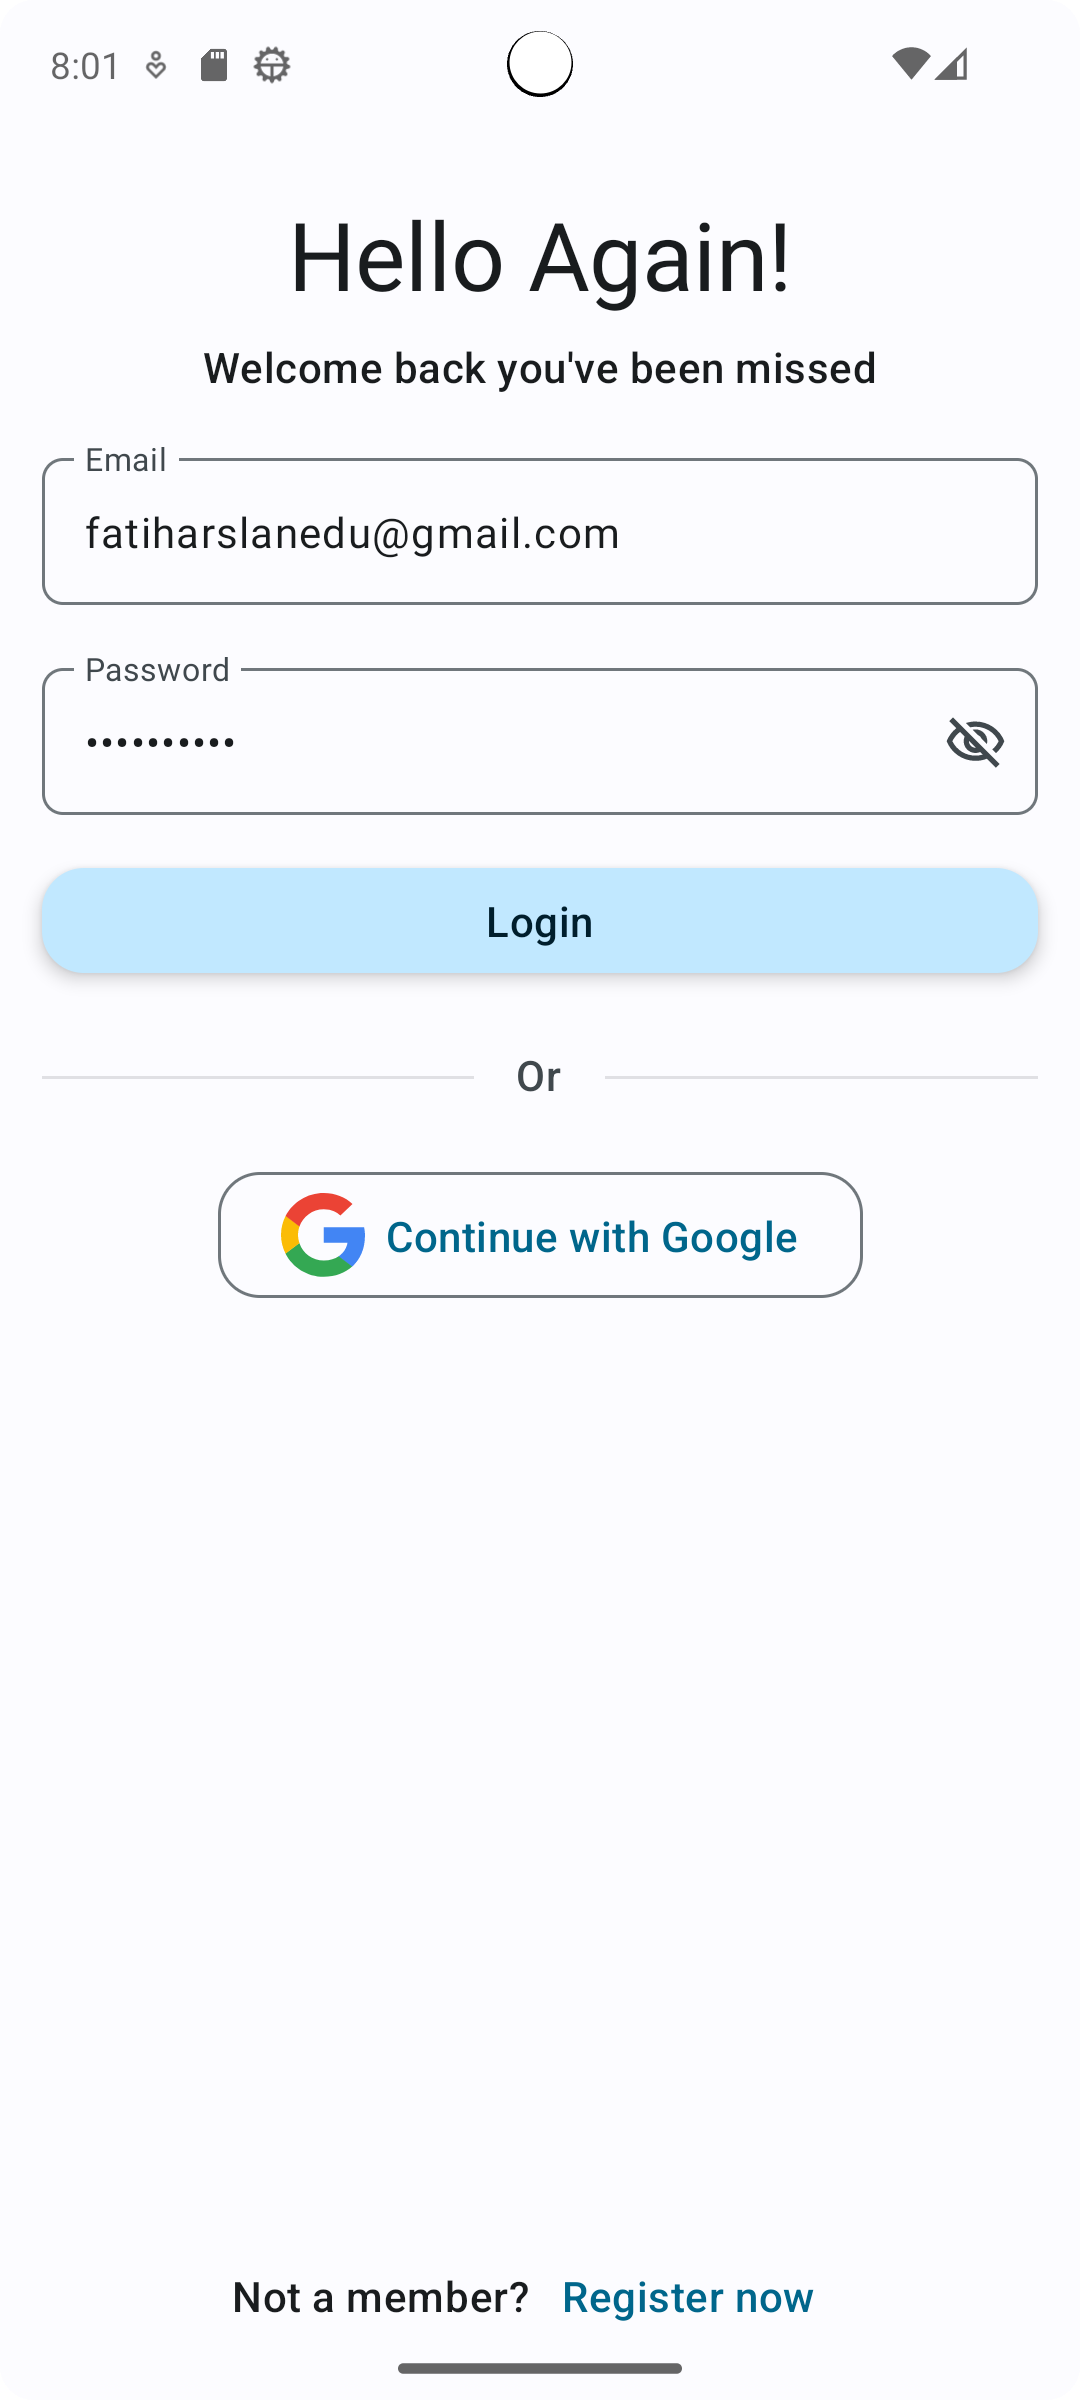 8:01
Hello Again!
Welcome back you've been missed
Email
fatiharslanedu@gmail.com
Password
••••••••••
Login
Or
Continue with Google
Not a member? Register now